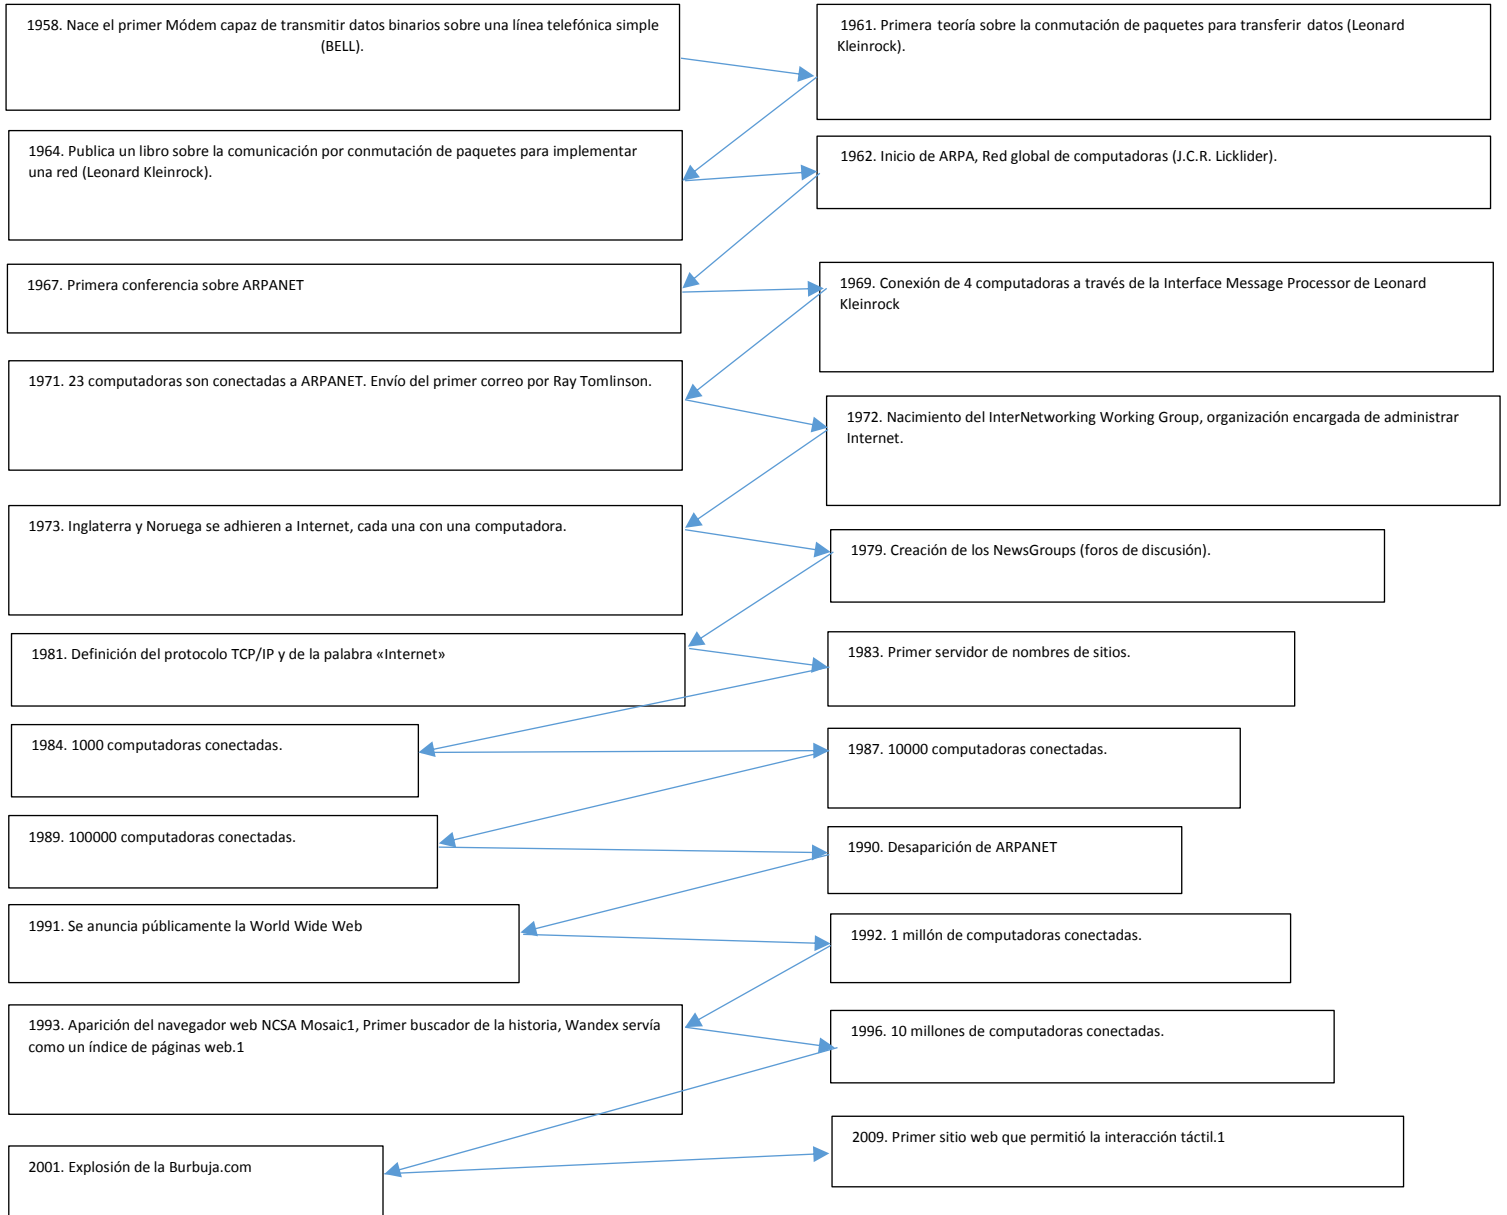 1958. Nace el primer Módem capaz de transmitir datos binarios sobre una línea telefónica simple
(BELL).
1961. Primera teoría sobre la conmutación de paquetes para transferir datos (Leonard
Kleinrock).
1964. Publica un libro sobre la comunicación por conmutación de paquetes para implementar
una red (Leonard Kleinrock).
1962. Inicio de ARPA, Red global de computadoras (J.C.R. Licklider).
1967. Primera conferencia sobre ARPANET
1969. Conexión de 4 computadoras a través de la Interface Message Processor de Leonard
Kleinrock
1971. 23 computadoras son conectadas a ARPANET. Envío del primer correo por Ray Tomlinson.
1972. Nacimiento del InterNetworking Working Group, organización encargada de administrar
Internet.
1973. Inglaterra y Noruega se adhieren a Internet, cada una con una computadora.
1979. Creación de los NewsGroups (foros de discusión).
1981. Definición del protocolo TCP/IP y de la palabra «Internet»
1983. Primer servidor de nombres de sitios.
1984. 1000 computadoras conectadas.
1987. 10000 computadoras conectadas.
1989. 100000 computadoras conectadas.
1990. Desaparición de ARPANET
1991. Se anuncia públicamente la World Wide Web
1992. 1 millón de computadoras conectadas.
1993. Aparición del navegador web NCSA Mosaic1, Primer buscador de la historia, Wandex servía
como un índice de páginas web.1
1996. 10 millones de computadoras conectadas.
2001. Explosión de la Burbuja.com
2009. Primer sitio web que permitió la interacción táctil.1